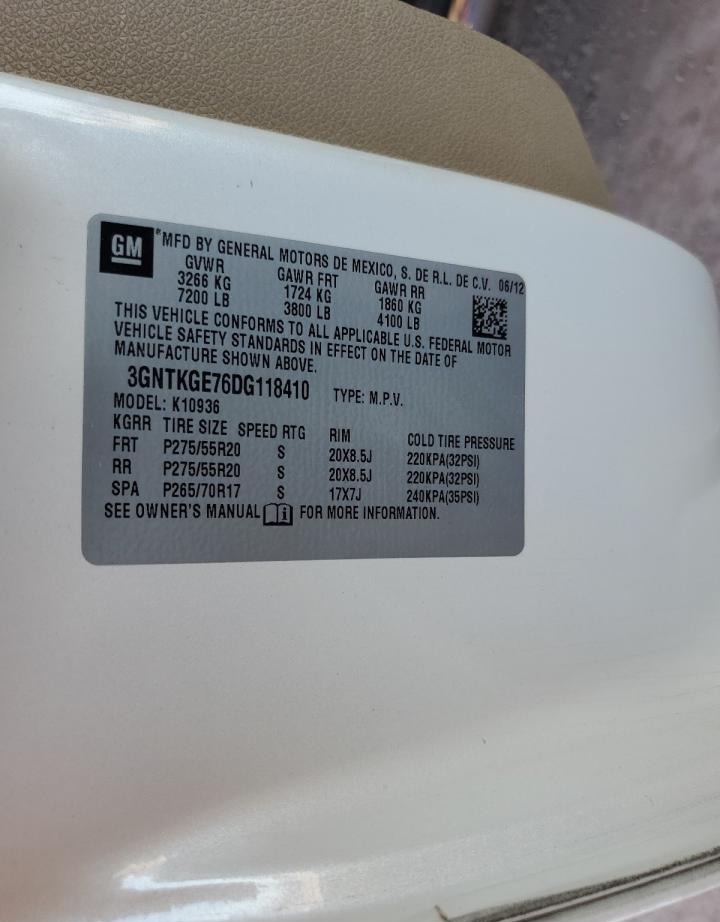 GM ®MFD BY GENERAL MOTORS DE MEXICO, S. DE R.L. DE C.V. 06/12
GVWR GAWR FRT GAWR RR
3266 KG 1724 KG 1860 KG
7200 LB 3800 LB 4100 LB
THIS VEHICLE CONFORMS TO ALL APPLICABLE U.S. FEDERAL MOTOR
VEHICLE SAFETY STANDARDS IN EFFECT ON THE DATE OF
MANUFACTURE SHOWN ABOVE.
3GNTKGE76DG118410 TYPE: M.P.V.
MODEL: K10936
KGRR TIRE SIZE SPEED RTG RIM COLD TIRE PRESSURE
FRT P275/55R20 S 20X8.5J 220KPA(32PSI)
RR P275/55R20 S 20X8.5J 220KPA(32PSI)
SPA P265/70R17 S 17X7J 240KPA(35PSI)
SEE OWNER'S MANUAL FOR MORE INFORMATION.